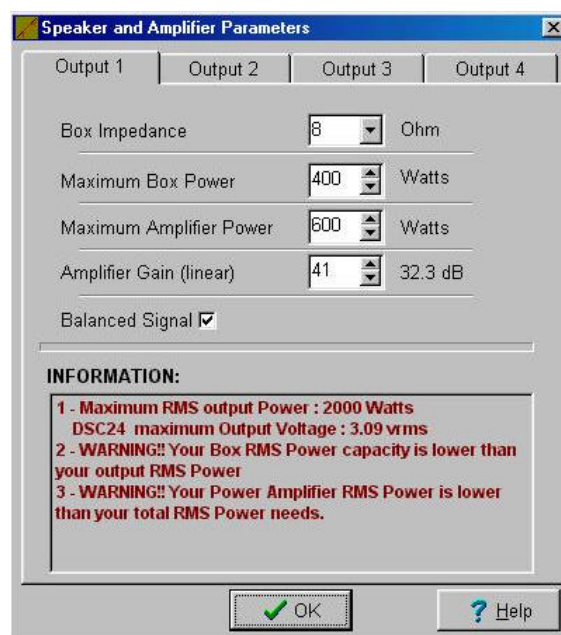 Speaker and Amplifier Parameters
Output 1 Output 2 Output 3 Output 4
Box Impedance 8 Ohm
Maximum Box Power 400 Watts
Maximum Amplifier Power 600 Watts
Amplifier Gain (linear) 41 32.3 dB
Balanced Signal
INFORMATION:
1 - Maximum RMS output Power : 2000 Watts
DSC24 maximum Output Voltage : 3.09 vrms
2 - WARNING!! Your Box RMS Power capacity is lower than
your output RMS Power
3 - WARNING!! Your Power Amplifier RMS Power is lower
than your total RMS Power needs.
OK ? Help